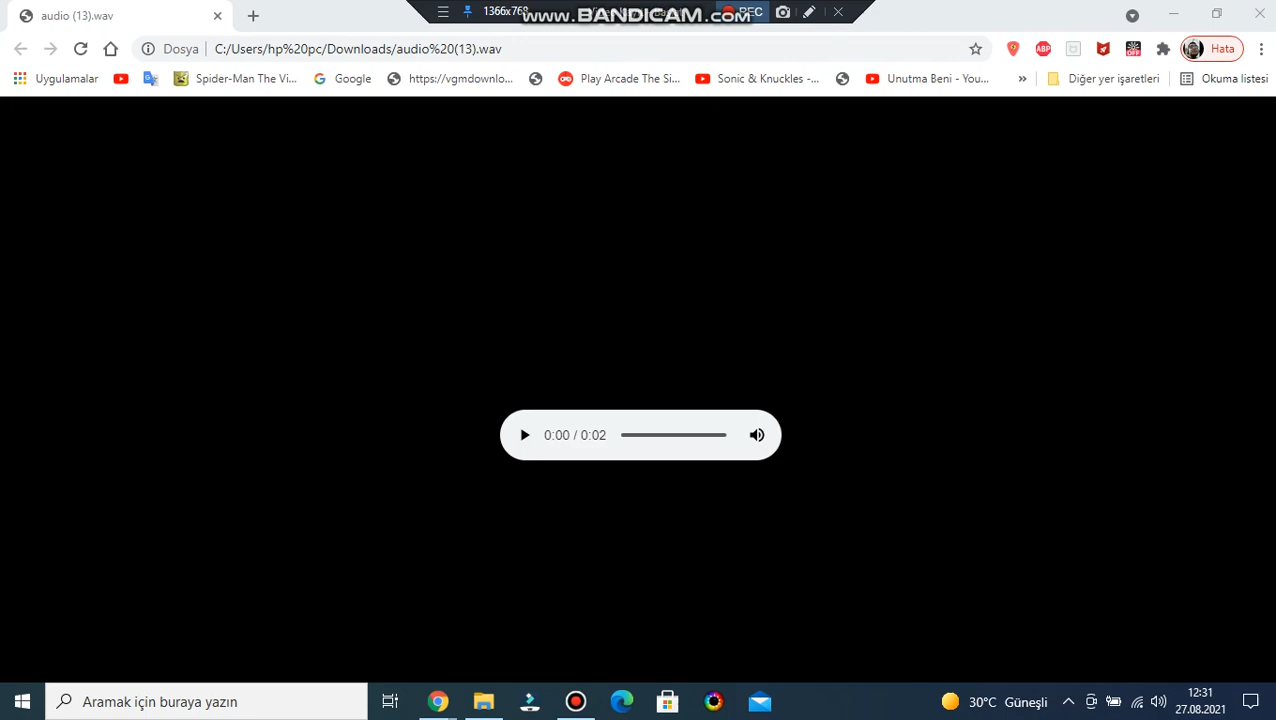 audio (13).wav
1366x768
www.BANDICAM.com
REC
Dosya
C:/Users/hp%20pc/Downloads/audio%20(13).wav
ABP
OFF
Hata
Uygulamalar
Spider-Man The Vi...
Google
https://vgmdownlo...
Play Arcade The Si...
Sonic & Knuckles -...
Unutma Beni - You...
»
Diğer yer işaretleri
Okuma listesi
0:00 / 0:02
Aramak için buraya yazın
30°C Güneşli
12:31
27.08.2021